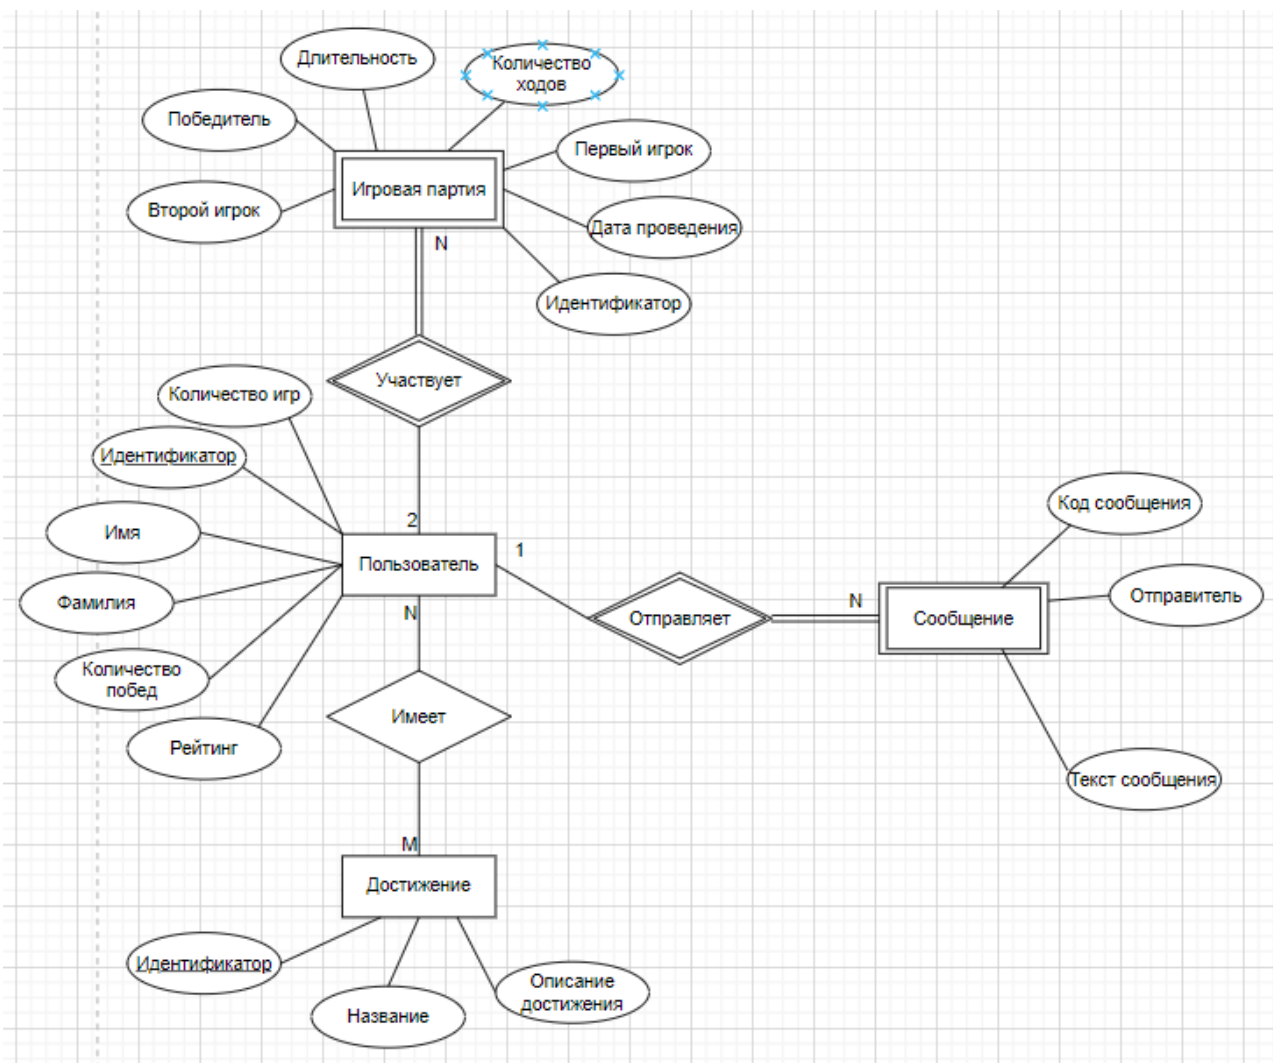 Длительность
Количество
ходов
Победитель
Первый игрок
Игровая партия
Второй игрок
Дата проведения
N
Идентификатор
Участвует
Количество игр
Идентификатор
2
Имя
1
Пользователь
Код сообщения
Фамилия
N
N
Отправитель
Отправляет
Сообщение
Количество
побед
Имеет
Рейтинг
Текст сообщения
M
Достижение
Идентификатор
Описание
достижения
Название